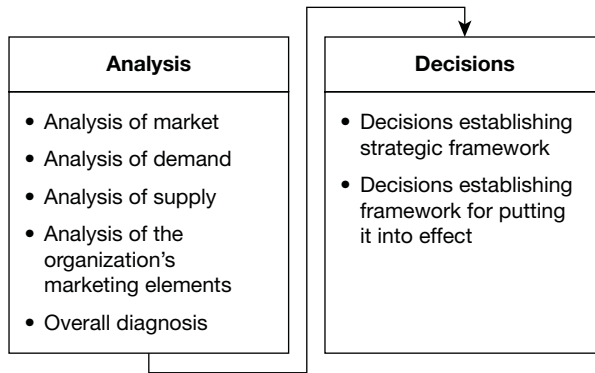 Analysis
• Analysis of market
• Analysis of demand
• Analysis of supply
• Analysis of the
organization's
marketing elements
• Overall diagnosis
Decisions
• Decisions establishing
strategic framework
• Decisions establishing
framework for putting
it into effect